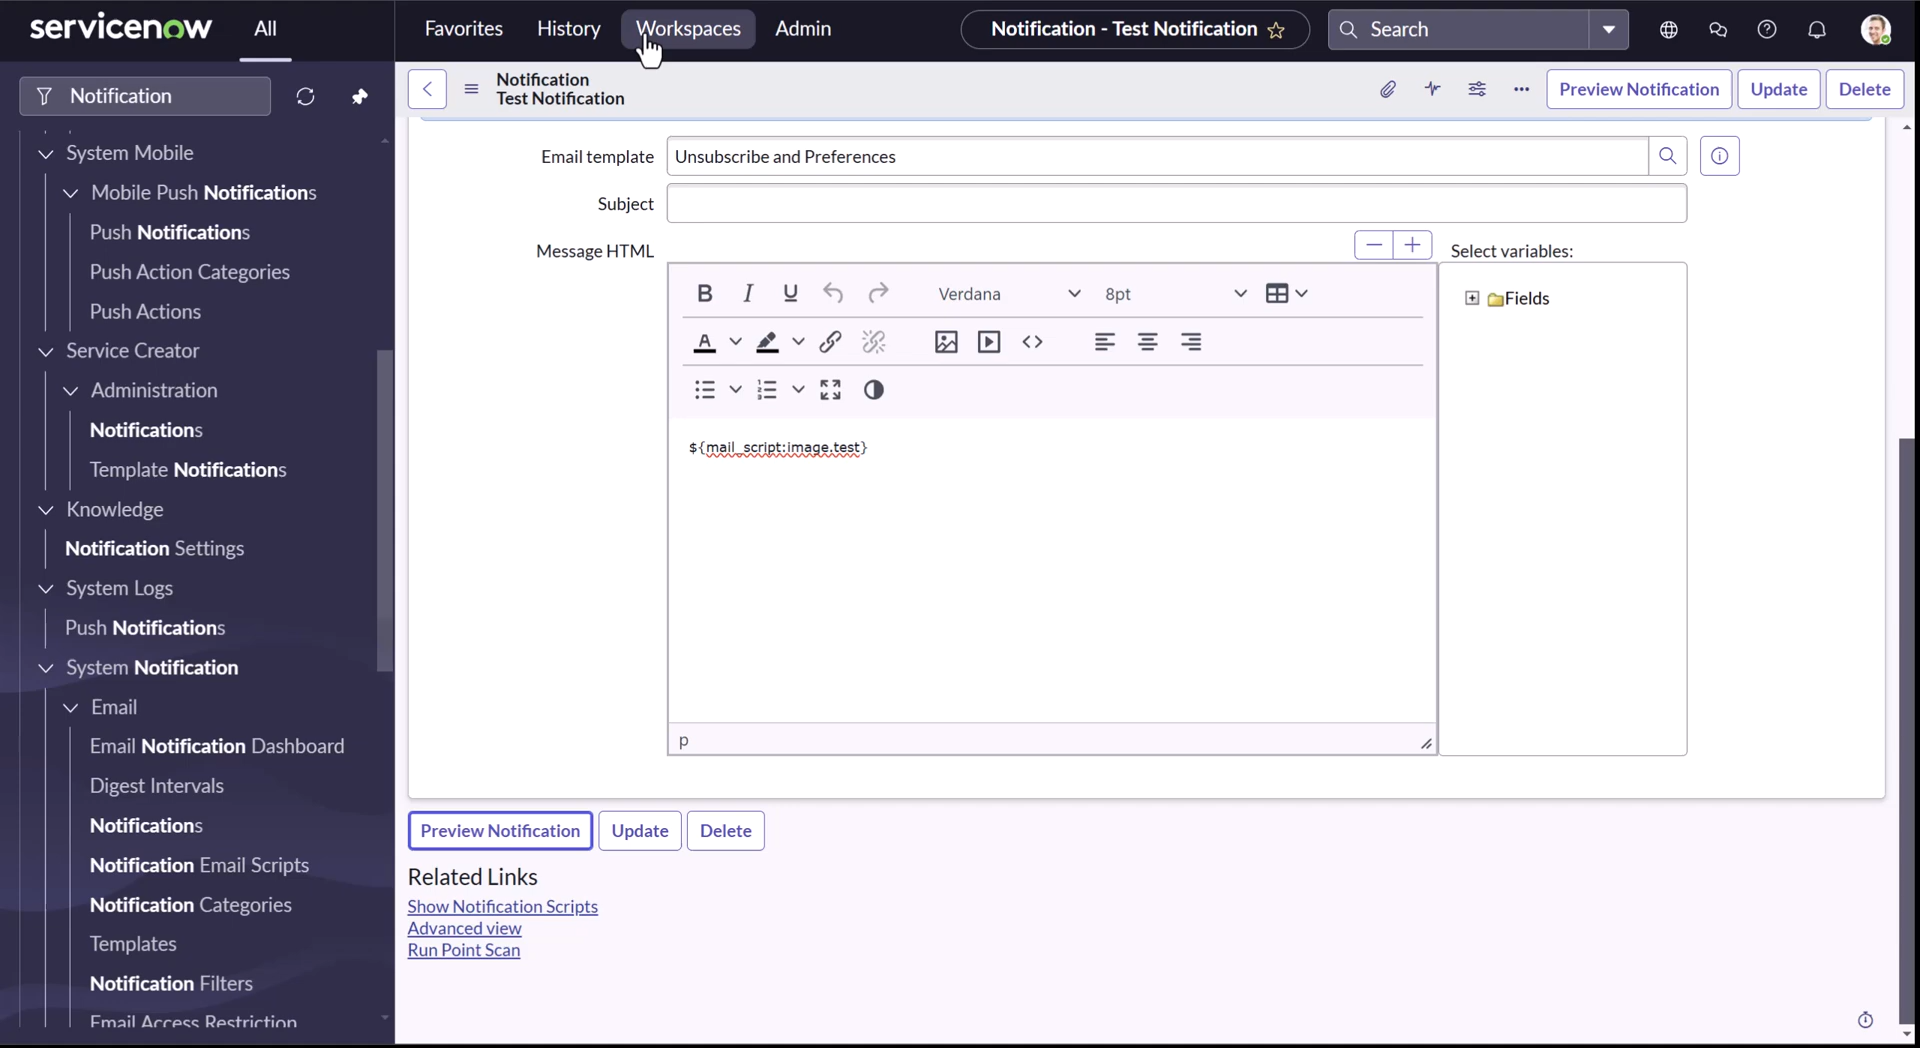 servicenow
All
Favorites
History
Workspaces
Admin
Notification - Test Notification
Search
Notification
Notification
Test Notification
Preview Notification
Update
Delete
System Mobile
Mobile Push Notifications
Push Notifications
Push Action Categories
Push Actions
Service Creator
Administration
Notifications
Template Notifications
Knowledge
Notification Settings
System Logs
Push Notifications
System Notification
Email
Email Notification Dashboard
Digest Intervals
Notifications
Notification Email Scripts
Notification Categories
Templates
Notification Filters
Email Access Restriction
Email template
Unsubscribe and Preferences
Subject
Message HTML
Select variables:
B I U
Verdana
8pt
Fields
A
${mail_script:image.test}
p
Preview Notification
Update
Delete
Related Links
Show Notification Scripts
Advanced view
Run Point Scan